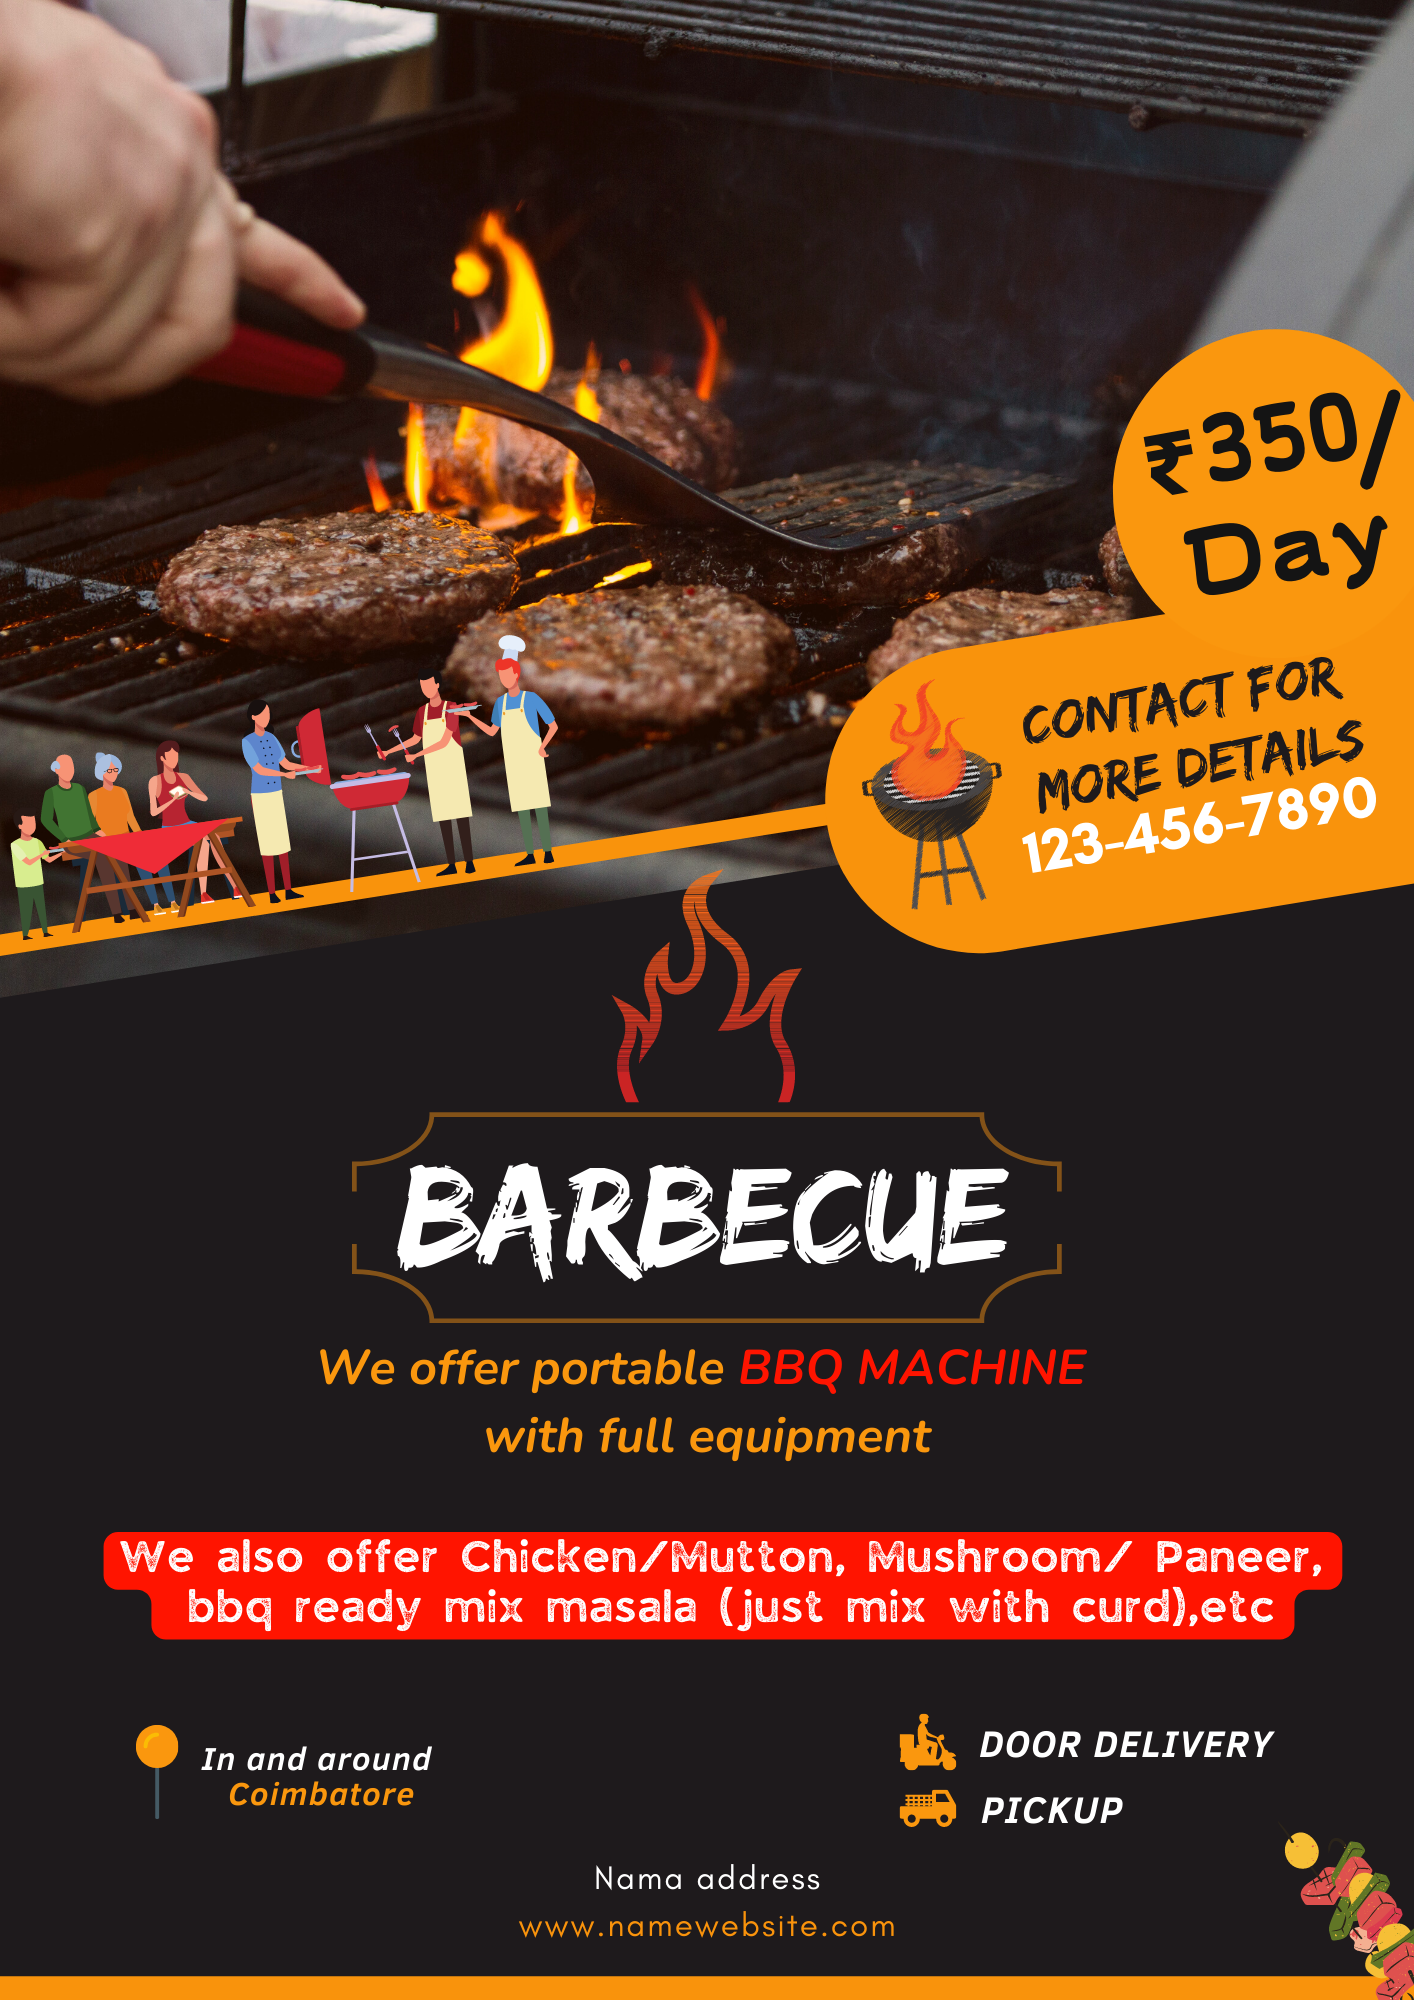 ₹350/
Day
CONTACT FOR
MORE DETAILS
123-456-7890
BARBECUE
We offer portable BBQ MACHINE
with full equipment
We also offer Chicken/Mutton, Mushroom/ Paneer,
bbq ready mix masala (just mix with curd),etc
In and around
Coimbatore
DOOR DELIVERY
PICKUP
Nama address
www.namewebsite.com